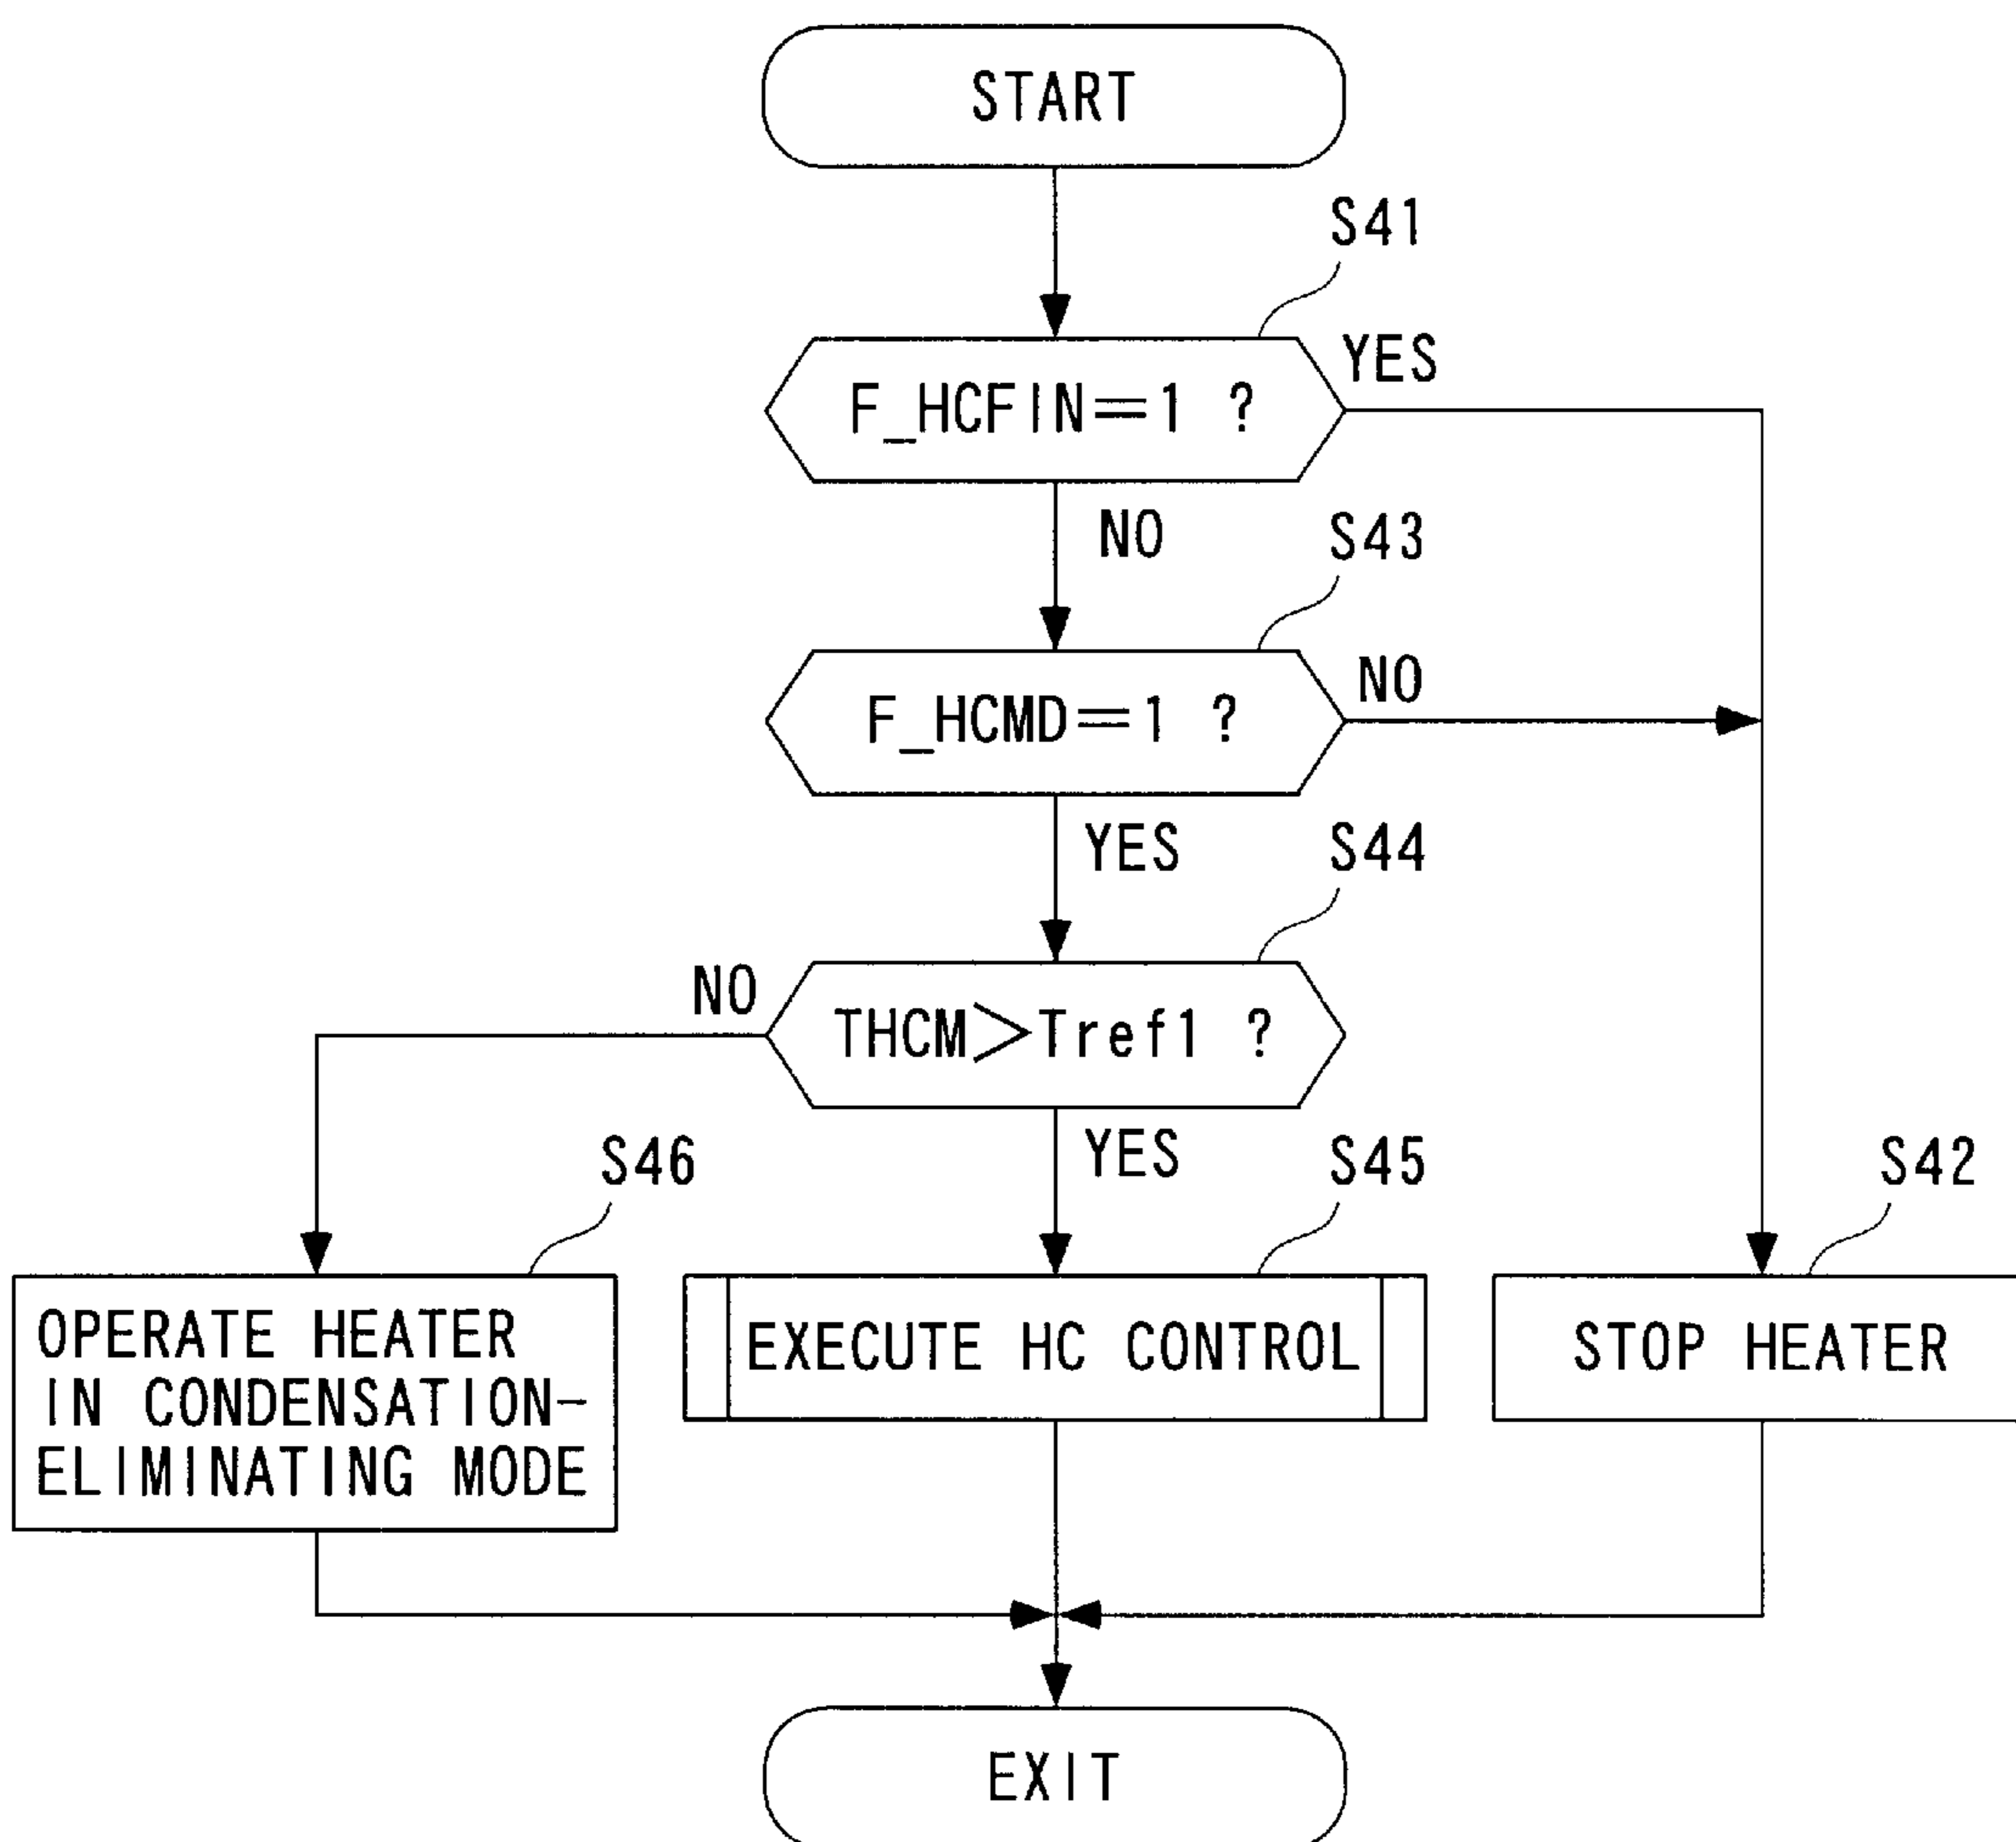 START
S41
F_HCFIN=1 ?
YES
NO
S43
F_HCMD=1 ?
NO
YES
S44
THCM>Tref1 ?
NO
YES
S46
S45
S42
OPERATE HEATER
IN CONDENSATION-
ELIMINATING MODE
EXECUTE HC CONTROL
STOP HEATER
EXIT